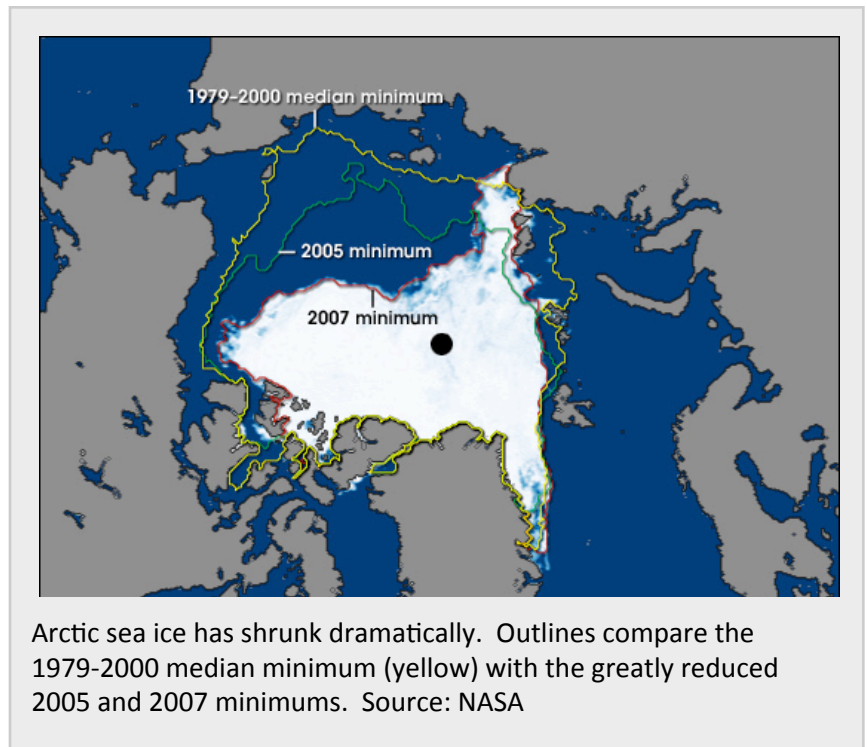 1979-2000 median minimum
2005 minimum
2007 minimum
Arctic sea ice has shrunk dramatically.  Outlines compare the
1979-2000 median minimum (yellow) with the greatly reduced
2005 and 2007 minimums.  Source: NASA